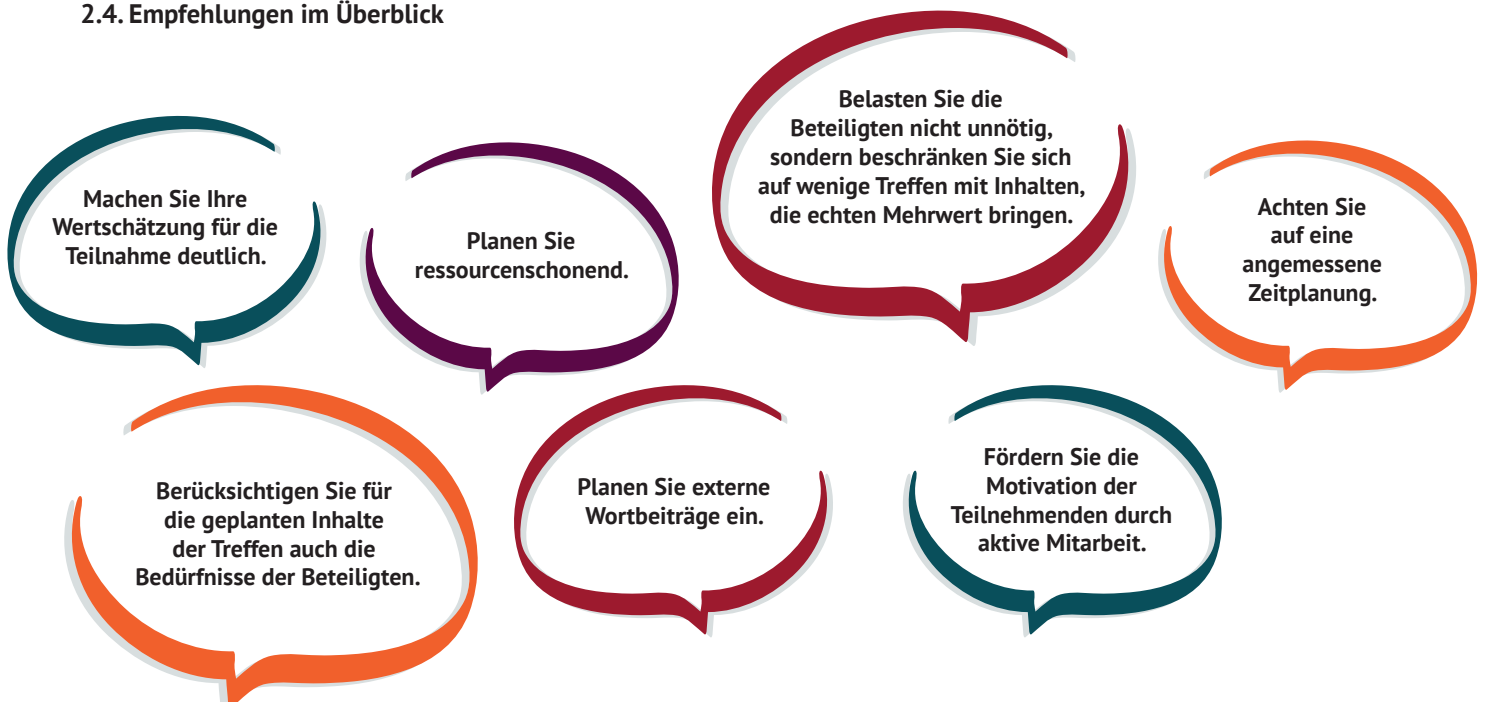 2.4. Empfehlungen im Überblick
Machen Sie Ihre
Wertschätzung für die
Teilnahme deutlich.
Planen Sie
ressourcenschonend.
Belasten Sie die
Beteiligten nicht unnötig,
sondern beschränken Sie sich
auf wenige Treffen mit Inhalten,
die echten Mehrwert bringen.
Achten Sie
auf eine
angemessene
Zeitplanung.
Berücksichtigen Sie für
die geplanten Inhalte
der Treffen auch die
Bedürfnisse der Beteiligten.
Planen Sie externe
Wortbeiträge ein.
Fördern Sie die
Motivation der
Teilnehmenden durch
aktive Mitarbeit.